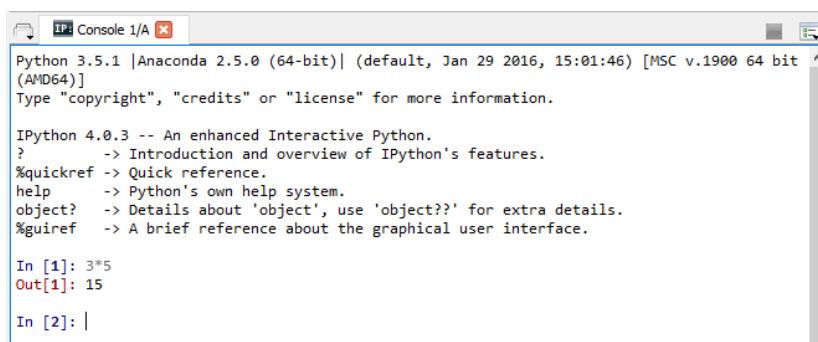 IP: Console 1/A
Python 3.5.1 |Anaconda 2.5.0 (64-bit)| (default, Jan 29 2016, 15:01:46) [MSC v.1900 64 bit
(AMD64)]
Type "copyright", "credits" or "license" for more information.
IPython 4.0.3 -- An enhanced Interactive Python.
?         -> Introduction and overview of IPython's features.
%quickref -> Quick reference.
help      -> Python's own help system.
object?   -> Details about 'object', use 'object??' for extra details.
%guiref   -> A brief reference about the graphical user interface.
In [1]: 3*5
Out[1]: 15
In [2]: